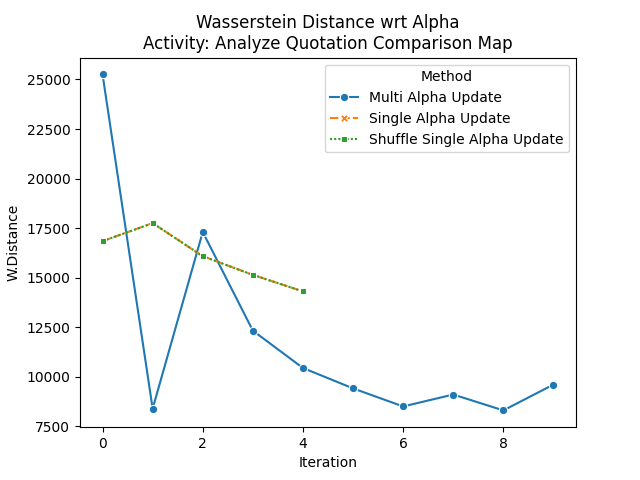 Wasserstein Distance wrt Alpha
Activity: Analyze Quotation Comparison Map
Method
Multi Alpha Update
Single Alpha Update
Shuffle Single Alpha Update
W.Distance
25000
22500
20000
17500
15000
12500
10000
7500
0 2 4 6 8
Iteration